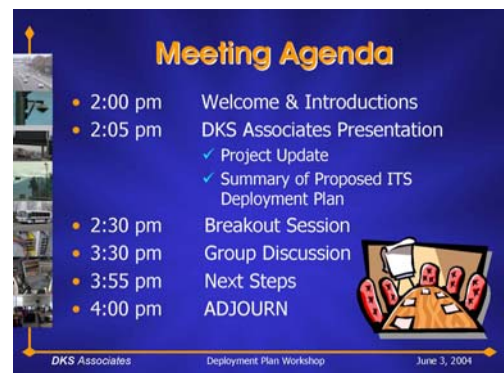 Meeting Agenda
• 2:00 pm Welcome & Introductions
• 2:05 pm DKS Associates Presentation
✓ Project Update
✓ Summary of Proposed ITS
Deployment Plan
• 2:30 pm Breakout Session
• 3:30 pm Group Discussion
• 3:55 pm Next Steps
• 4:00 pm ADJOURN
DKS Associates Deployment Plan Workshop June 3, 2004